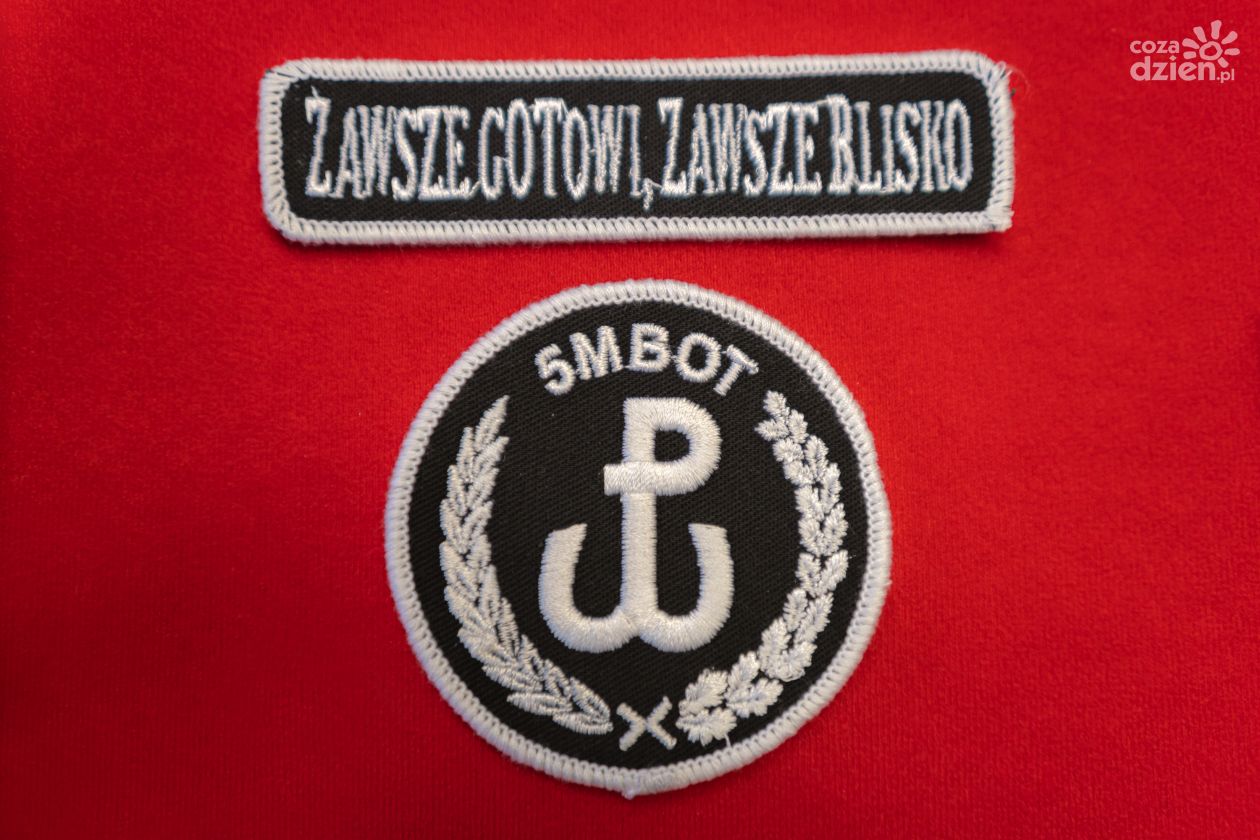 coza
dzien.pl
ZAWSZE GOTOWI, ZAWSZE BLISKO
5MBOT